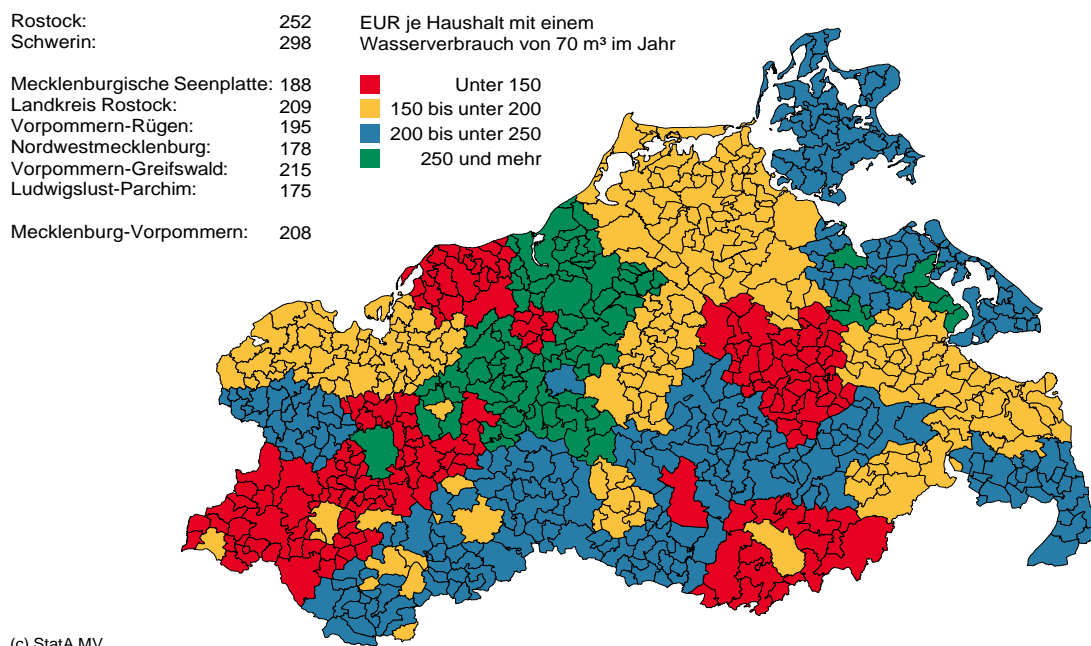 Rostock: 252
Schwerin: 298
Mecklenburgische Seenplatte: 188
Landkreis Rostock: 209
Vorpommern-Rügen: 195
Nordwestmecklenburg: 178
Vorpommern-Greifswald: 215
Ludwigslust-Parchim: 175
Mecklenburg-Vorpommern: 208
EUR je Haushalt mit einem
Wasserverbrauch von 70 m³ im Jahr
Unter 150
150 bis unter 200
200 bis unter 250
250 und mehr
(c) StatA MV